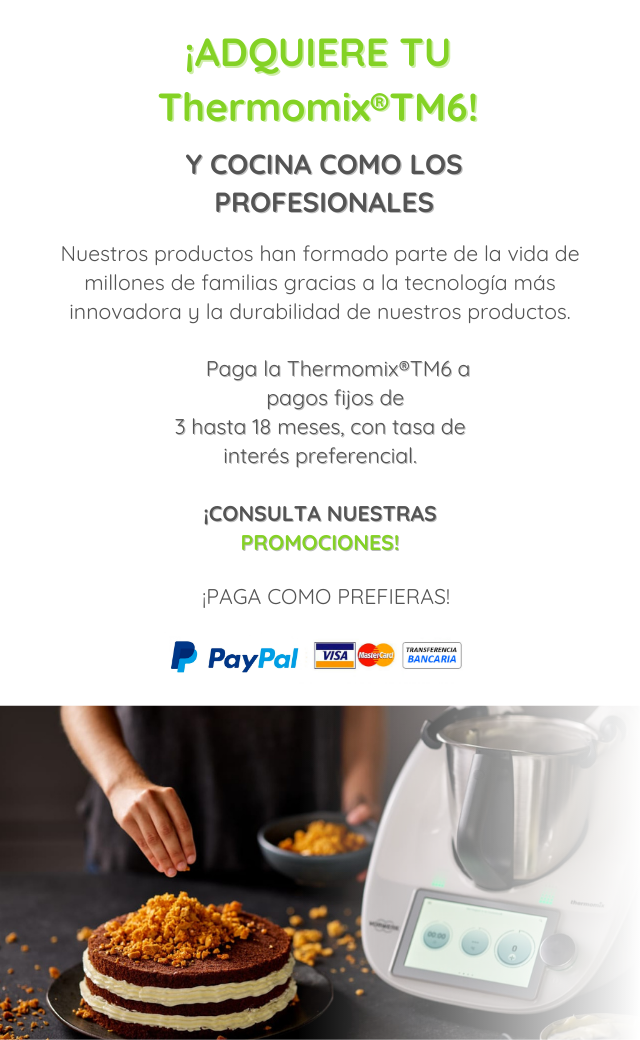 ¡ADQUIERE TU
Thermomix®TM6!
Y COCINA COMO LOS
PROFESIONALES
Nuestros productos han formado parte de la vida de
millones de familias gracias a la tecnología más
innovadora y la durabilidad de nuestros productos.
Paga la Thermomix®TM6 a
pagos fijos de
3 hasta 18 meses, con tasa de
interés preferencial.
¡CONSULTA NUESTRAS
PROMOCIONES!
¡PAGA COMO PREFIERAS!
PayPal VISA MasterCard TRANSFERENCIA
BANCARIA
thermomix
VORWERK
0